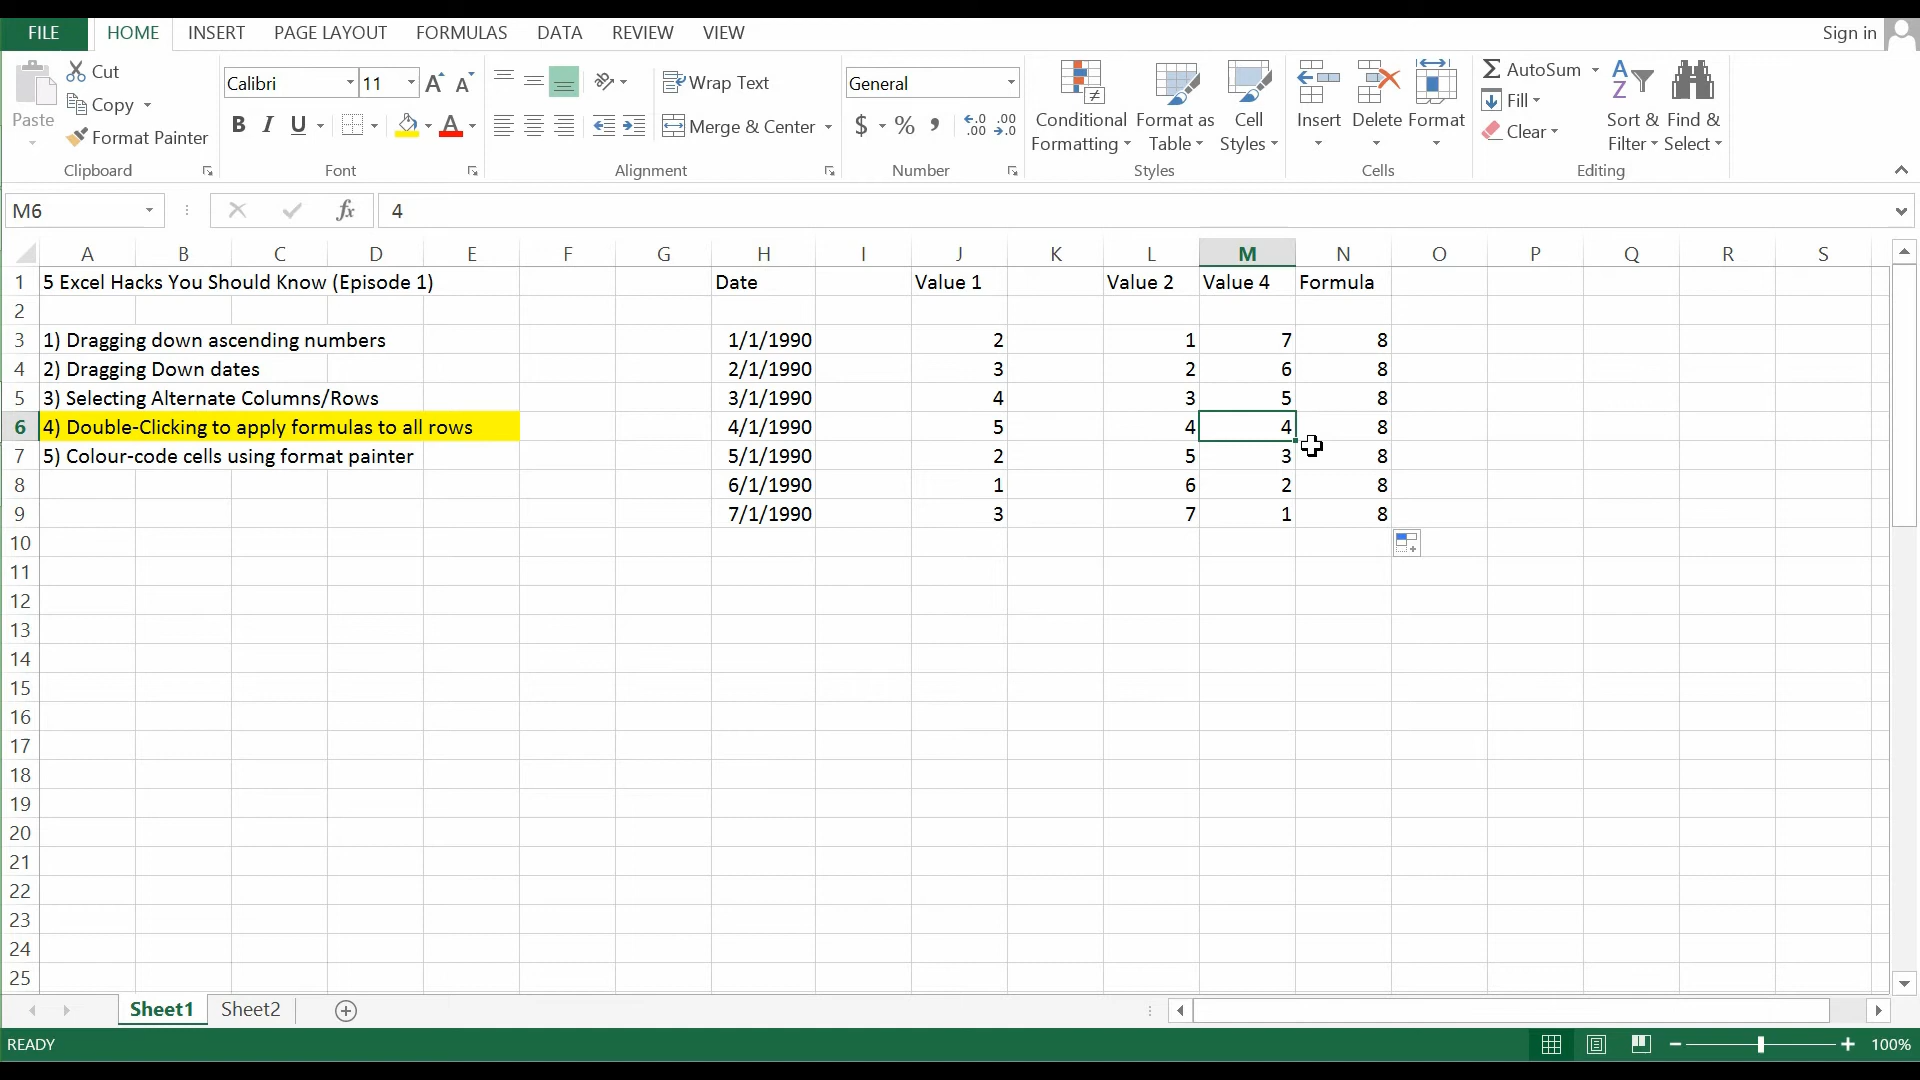 FILE HOME INSERT PAGE LAYOUT FORMULAS DATA REVIEW VIEW Sign in
Paste
Cut
Copy
Format Painter
Clipboard
Calibri 11
B I U A
Font
Wrap Text
Merge & Center
Alignment
General
$ % , .00 .00
Number
Conditional Formatting
Format as Table
Cell Styles
Styles
Insert Delete Format
Cells
AutoSum
Fill
Clear
Sort & Filter
Find & Select
Editing
M6 fx 4
A B C D E F G H I J K L M N O P Q R S
1 5 Excel Hacks You Should Know (Episode 1) Date Value 1 Value 2 Value 4 Formula
2
3 1) Dragging down ascending numbers 1/1/1990 2 1 7 8
4 2) Dragging Down dates 2/1/1990 3 2 6 8
5 3) Selecting Alternate Columns/Rows 3/1/1990 4 3 5 8
6 4) Double-Clicking to apply formulas to all rows 4/1/1990 5 4 4 8
7 5) Colour-code cells using format painter 5/1/1990 2 5 3 8
8 6/1/1990 1 6 2 8
9 7/1/1990 3 7 1 8
10
11
12
13
14
15
16
17
18
19
20
21
22
23
24
25
Sheet1 Sheet2
READY 100%